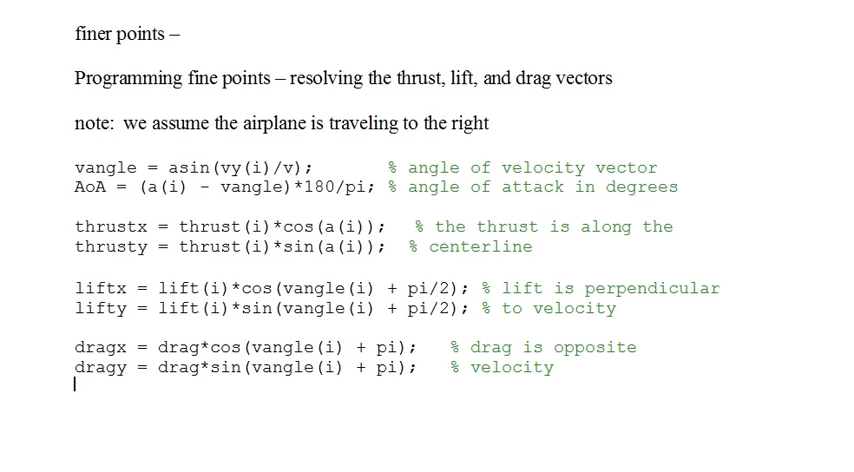 finer points –
Programming fine points – resolving the thrust, lift, and drag vectors
note:  we assume the airplane is traveling to the right
vangle = asin(vy(i)/v);       % angle of velocity vector
AoA = (a(i) - vangle)*180/pi; % angle of attack in degrees
thrustx = thrust(i)*cos(a(i));   % the thrust is along the
thrusty = thrust(i)*sin(a(i));  % centerline
liftx = lift(i)*cos(vangle(i) + pi/2); % lift is perpendicular
lifty = lift(i)*sin(vangle(i) + pi/2); % to velocity
dragx = drag*cos(vangle(i) + pi);   % drag is opposite
dragy = drag*sin(vangle(i) + pi);   % velocity